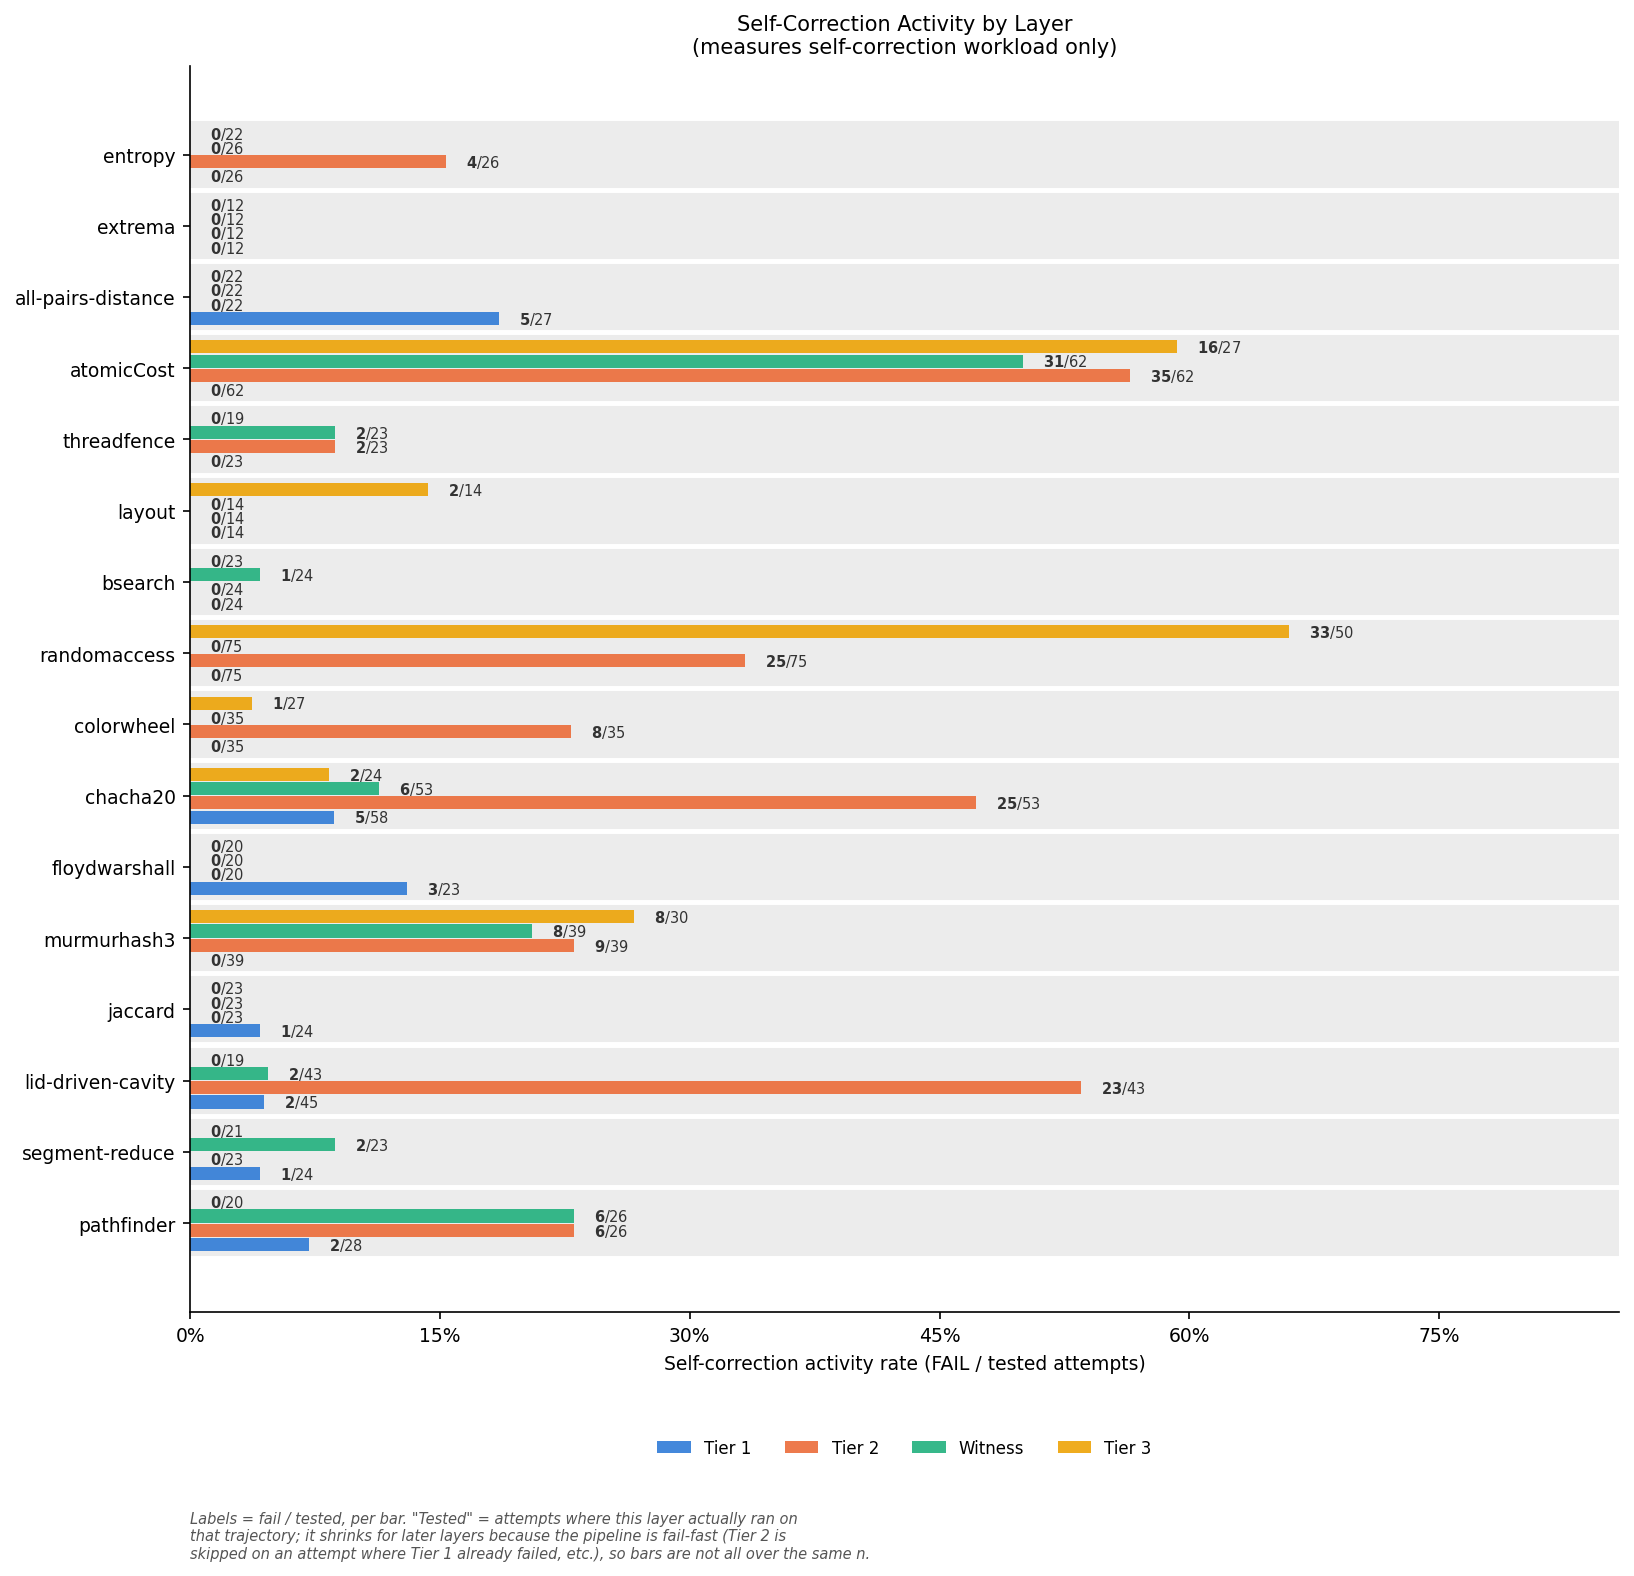 Self-Correction Activity by Layer
(measures self-correction workload only)
entropy
0/22
0/26
4/26
0/26
extrema
0/12
0/12
0/12
0/12
all-pairs-distance
0/22
0/22
0/22
5/27
atomicCost
16/27
31/62
35/62
0/62
threadfence
0/19
2/23
2/23
0/23
layout
2/14
0/14
0/14
0/14
bsearch
0/23
1/24
0/24
0/24
randomaccess
33/50
0/75
25/75
0/75
colorwheel
1/27
0/35
8/35
0/35
chacha20
2/24
6/53
25/53
5/58
floydwarshall
0/20
0/20
0/20
3/23
murmurhash3
8/30
8/39
9/39
0/39
jaccard
0/23
0/23
0/23
1/24
lid-driven-cavity
0/19
2/43
23/43
2/45
segment-reduce
0/21
2/23
0/23
1/24
pathfinder
0/20
6/26
6/26
2/28
0% 15% 30% 45% 60% 75%
Self-correction activity rate (FAIL / tested attempts)
Tier 1 Tier 2 Witness Tier 3
Labels = fail / tested, per bar. "Tested" = attempts where this layer actually ran on
that trajectory; it shrinks for later layers because the pipeline is fail-fast (Tier 2 is
skipped on an attempt where Tier 1 already failed, etc.), so bars are not all over the same n.